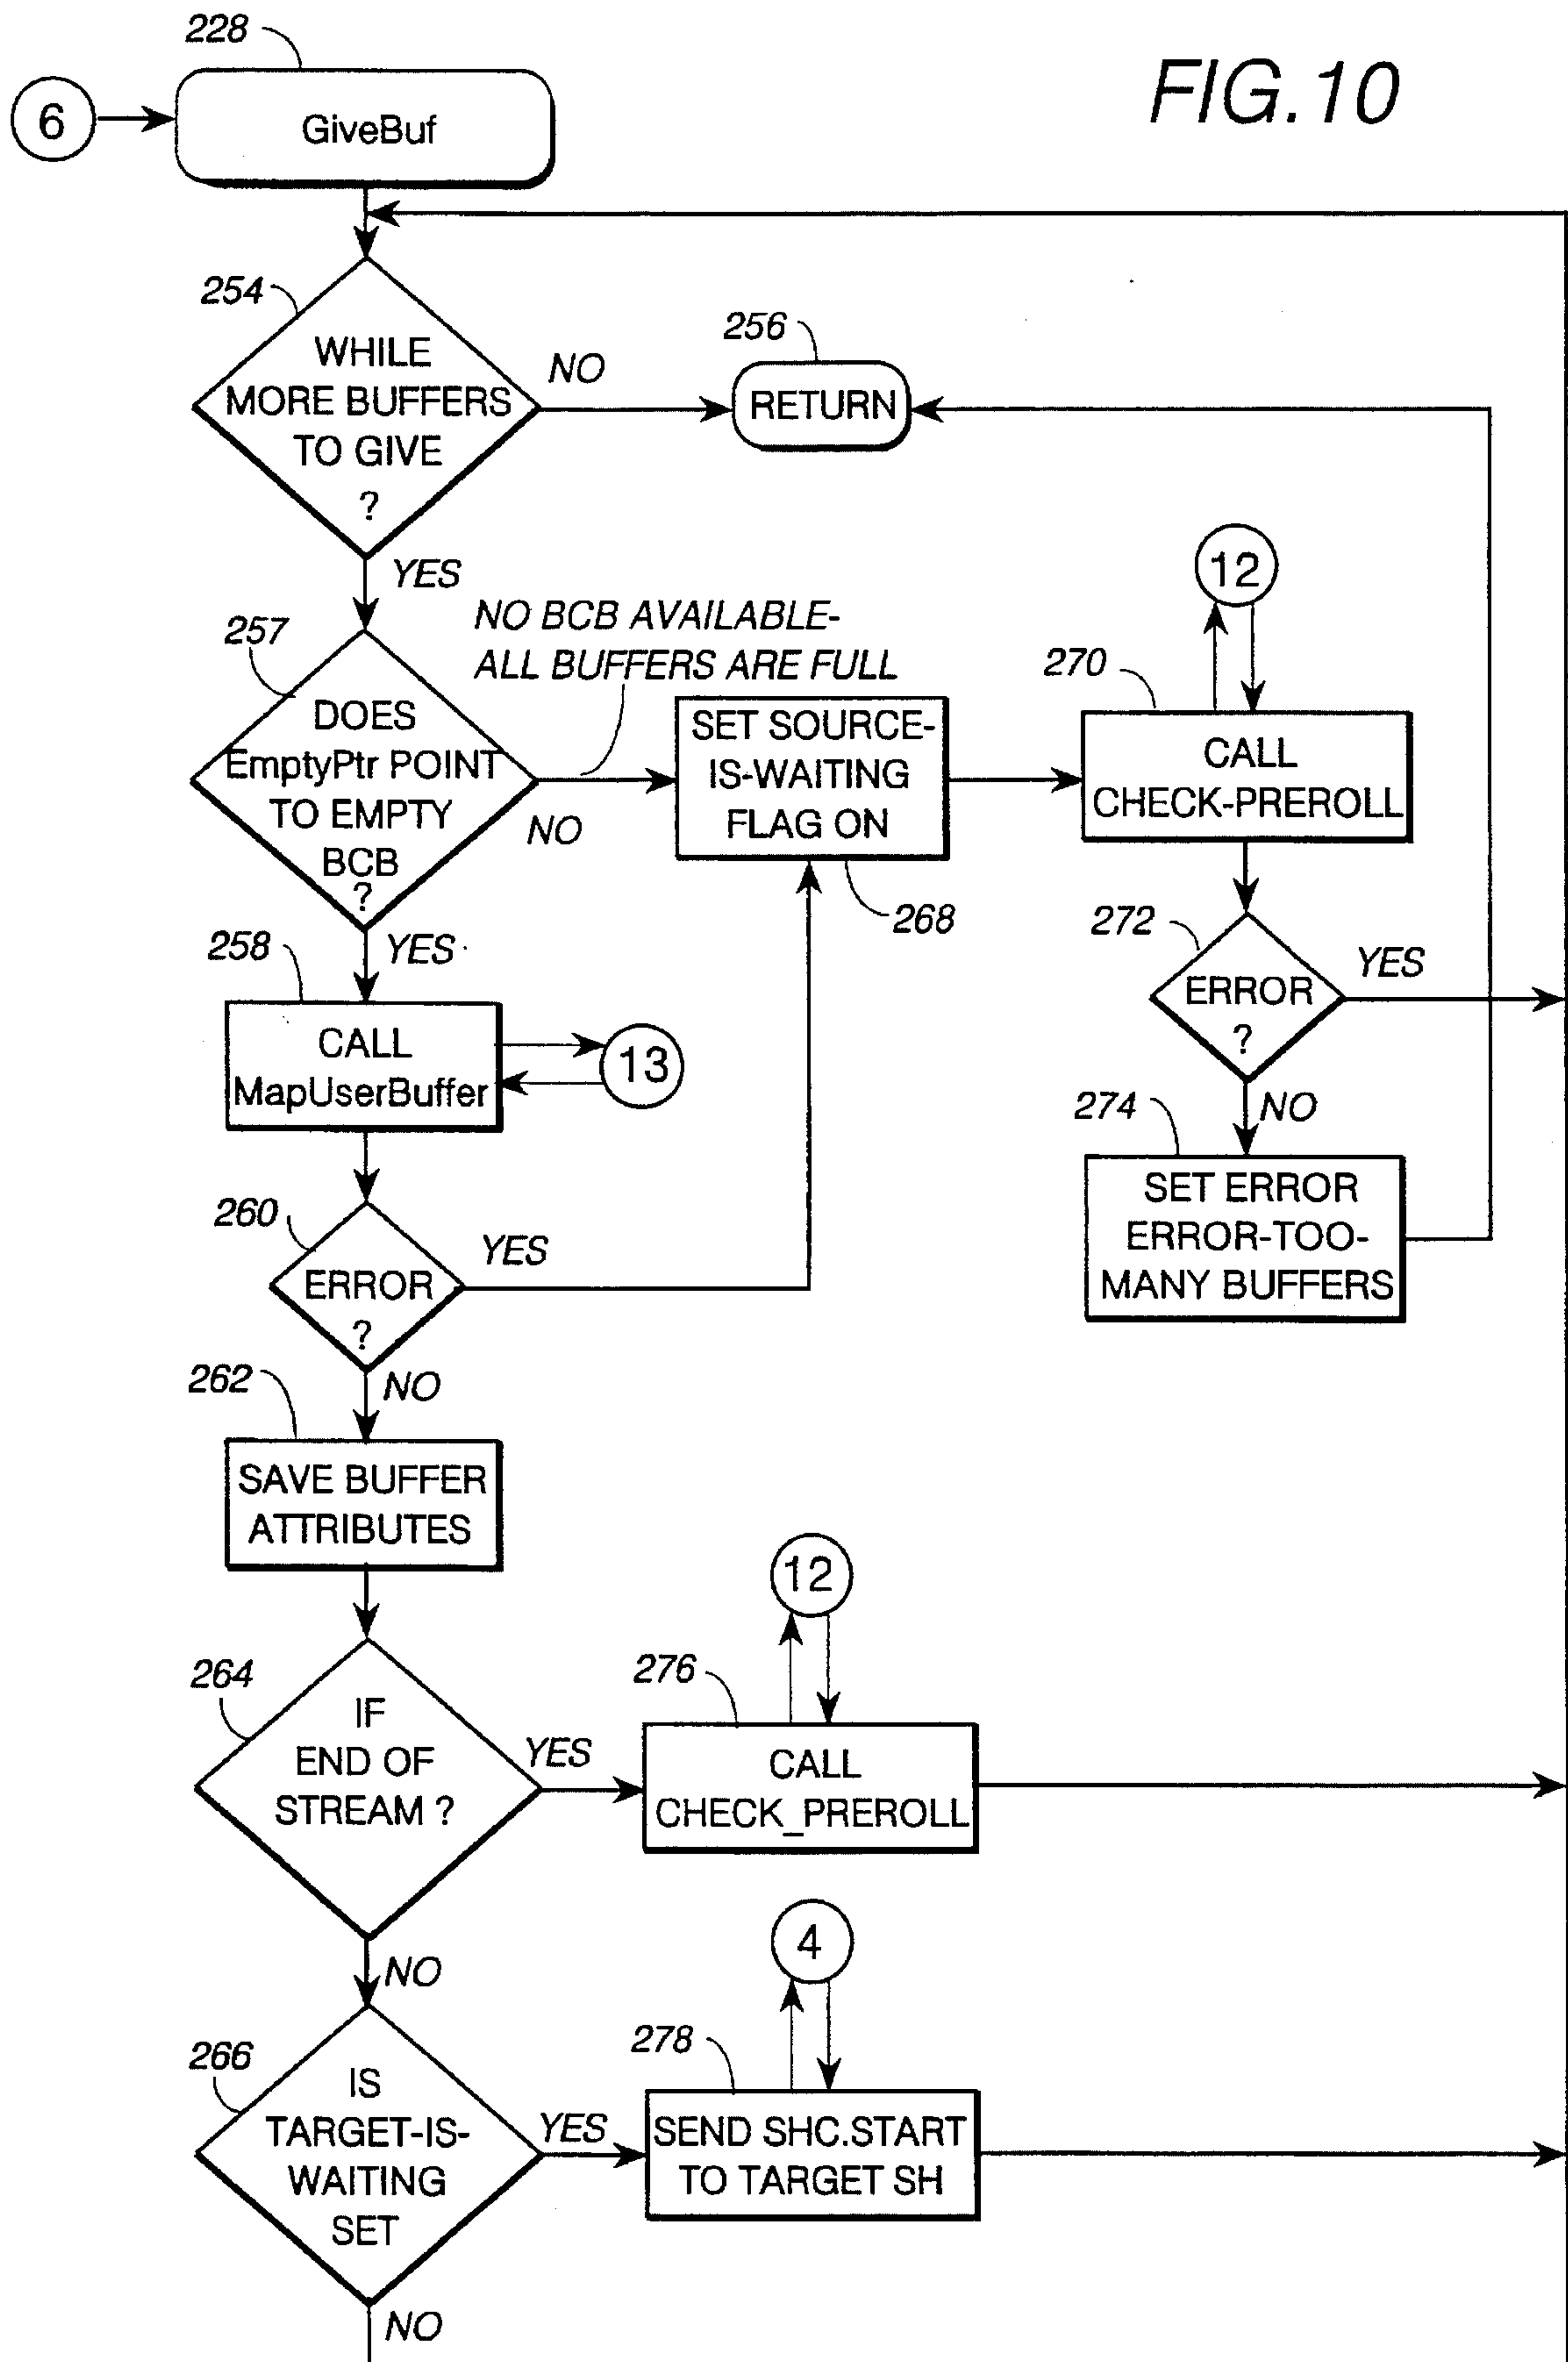 FIG.10
228
6
GiveBuf
254
WHILE
MORE BUFFERS
TO GIVE
?
NO
256
RETURN
YES
257
DOES
EmptyPtr POINT
TO EMPTY
BCB
?
NO BCB AVAILABLE-
ALL BUFFERS ARE FULL
NO
SET SOURCE-
IS-WAITING
FLAG ON
268
12
270
CALL
CHECK-PREROLL
272
ERROR
?
YES
NO
274
SET ERROR
ERROR-TOO-
MANY BUFFERS
YES
258
CALL
MapUserBuffer
13
260
ERROR
?
YES
NO
262
SAVE BUFFER
ATTRIBUTES
264
IF
END OF
STREAM ?
YES
12
276
CALL
CHECK_PREROLL
NO
266
IS
TARGET-IS-
WAITING
SET
YES
4
278
SEND SHC.START
TO TARGET SH
NO